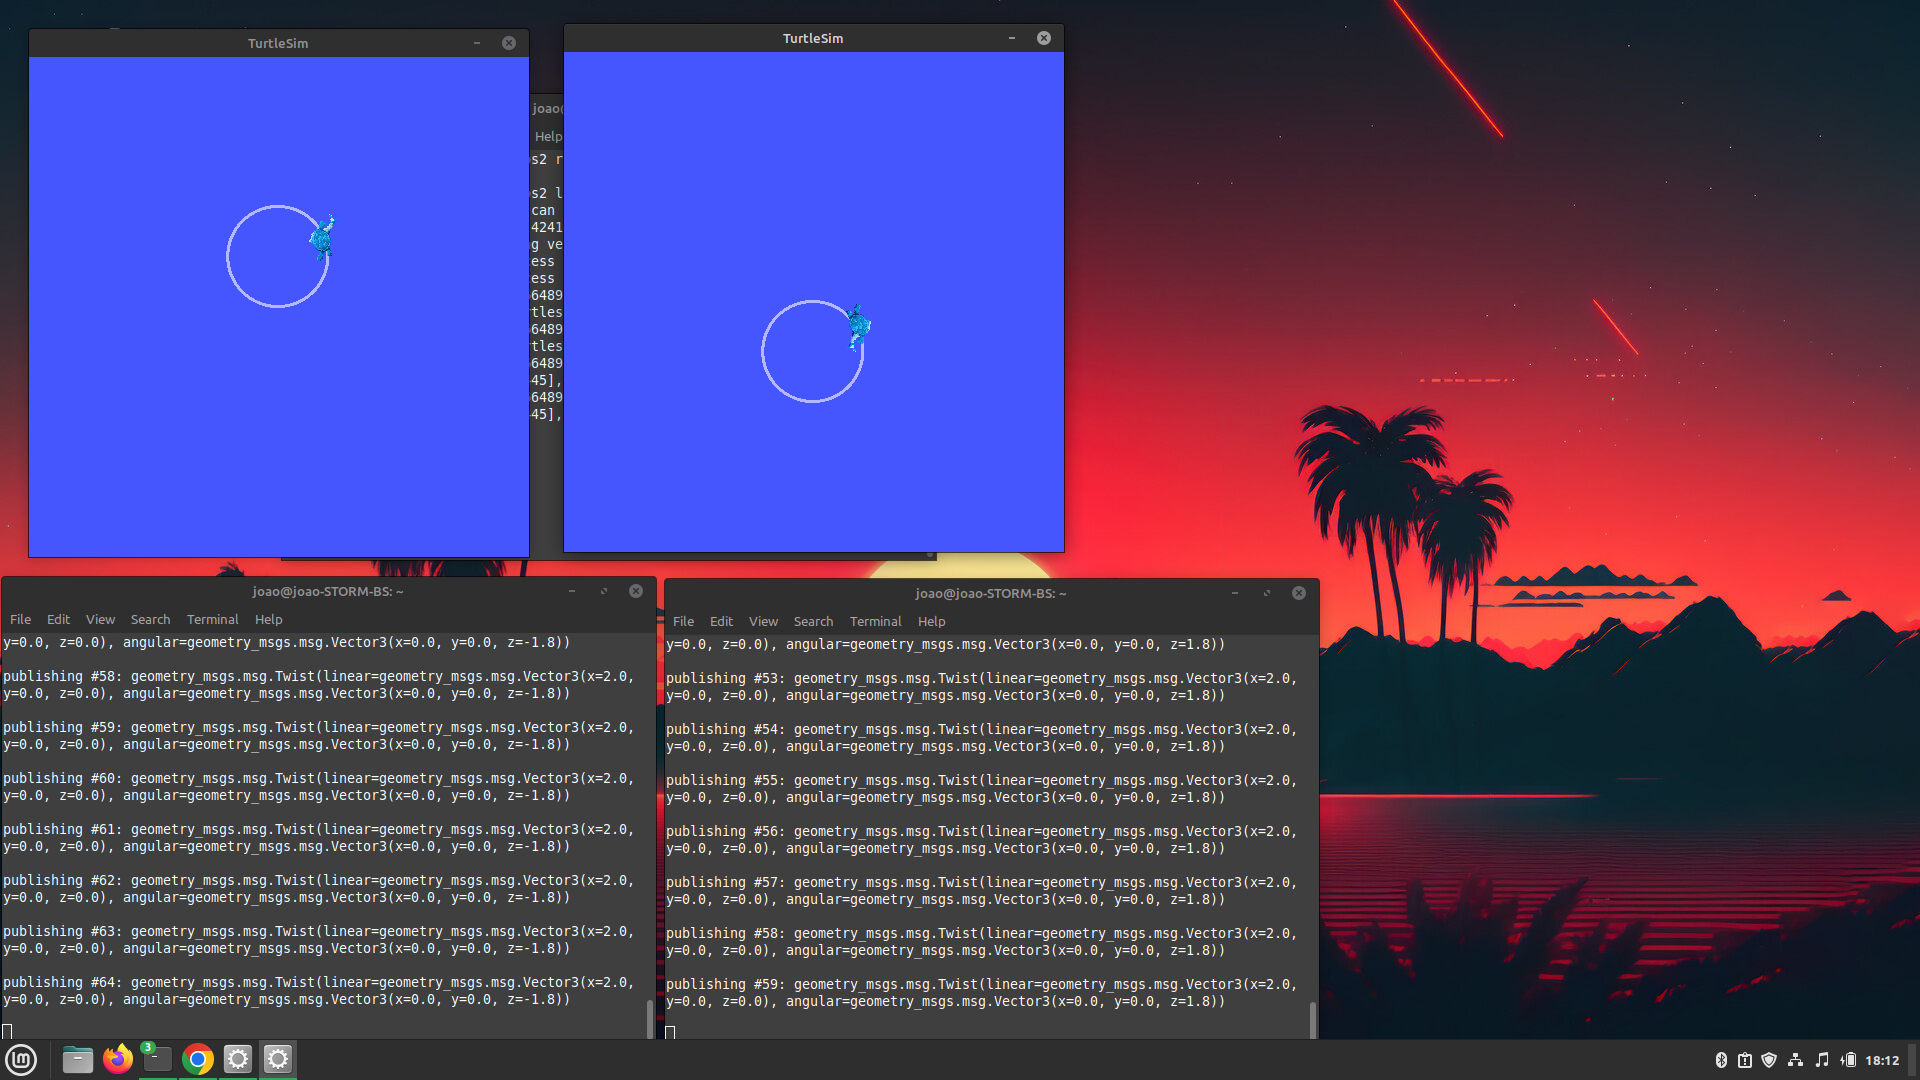 TurtleSim
TurtleSim
joao@
Help
s2 r
s2 l
can
4241
g ve
ess
ess
6489
rtles
6489
rtles
6489
45],
6489
45],
joao@joao-STORM-BS: ~
File Edit View Search Terminal Help
y=0.0, z=0.0), angular=geometry_msgs.msg.Vector3(x=0.0, y=0.0, z=-1.8))
publishing #58: geometry_msgs.msg.Twist(linear=geometry_msgs.msg.Vector3(x=2.0,
y=0.0, z=0.0), angular=geometry_msgs.msg.Vector3(x=0.0, y=0.0, z=-1.8))
publishing #59: geometry_msgs.msg.Twist(linear=geometry_msgs.msg.Vector3(x=2.0,
y=0.0, z=0.0), angular=geometry_msgs.msg.Vector3(x=0.0, y=0.0, z=-1.8))
publishing #60: geometry_msgs.msg.Twist(linear=geometry_msgs.msg.Vector3(x=2.0,
y=0.0, z=0.0), angular=geometry_msgs.msg.Vector3(x=0.0, y=0.0, z=-1.8))
publishing #61: geometry_msgs.msg.Twist(linear=geometry_msgs.msg.Vector3(x=2.0,
y=0.0, z=0.0), angular=geometry_msgs.msg.Vector3(x=0.0, y=0.0, z=-1.8))
publishing #62: geometry_msgs.msg.Twist(linear=geometry_msgs.msg.Vector3(x=2.0,
y=0.0, z=0.0), angular=geometry_msgs.msg.Vector3(x=0.0, y=0.0, z=-1.8))
publishing #63: geometry_msgs.msg.Twist(linear=geometry_msgs.msg.Vector3(x=2.0,
y=0.0, z=0.0), angular=geometry_msgs.msg.Vector3(x=0.0, y=0.0, z=-1.8))
publishing #64: geometry_msgs.msg.Twist(linear=geometry_msgs.msg.Vector3(x=2.0,
y=0.0, z=0.0), angular=geometry_msgs.msg.Vector3(x=0.0, y=0.0, z=-1.8))
joao@joao-STORM-BS: ~
File Edit View Search Terminal Help
y=0.0, z=0.0), angular=geometry_msgs.msg.Vector3(x=0.0, y=0.0, z=1.8))
publishing #53: geometry_msgs.msg.Twist(linear=geometry_msgs.msg.Vector3(x=2.0,
y=0.0, z=0.0), angular=geometry_msgs.msg.Vector3(x=0.0, y=0.0, z=1.8))
publishing #54: geometry_msgs.msg.Twist(linear=geometry_msgs.msg.Vector3(x=2.0,
y=0.0, z=0.0), angular=geometry_msgs.msg.Vector3(x=0.0, y=0.0, z=1.8))
publishing #55: geometry_msgs.msg.Twist(linear=geometry_msgs.msg.Vector3(x=2.0,
y=0.0, z=0.0), angular=geometry_msgs.msg.Vector3(x=0.0, y=0.0, z=1.8))
publishing #56: geometry_msgs.msg.Twist(linear=geometry_msgs.msg.Vector3(x=2.0,
y=0.0, z=0.0), angular=geometry_msgs.msg.Vector3(x=0.0, y=0.0, z=1.8))
publishing #57: geometry_msgs.msg.Twist(linear=geometry_msgs.msg.Vector3(x=2.0,
y=0.0, z=0.0), angular=geometry_msgs.msg.Vector3(x=0.0, y=0.0, z=1.8))
publishing #58: geometry_msgs.msg.Twist(linear=geometry_msgs.msg.Vector3(x=2.0,
y=0.0, z=0.0), angular=geometry_msgs.msg.Vector3(x=0.0, y=0.0, z=1.8))
publishing #59: geometry_msgs.msg.Twist(linear=geometry_msgs.msg.Vector3(x=2.0,
y=0.0, z=0.0), angular=geometry_msgs.msg.Vector3(x=0.0, y=0.0, z=1.8))
3
18:12